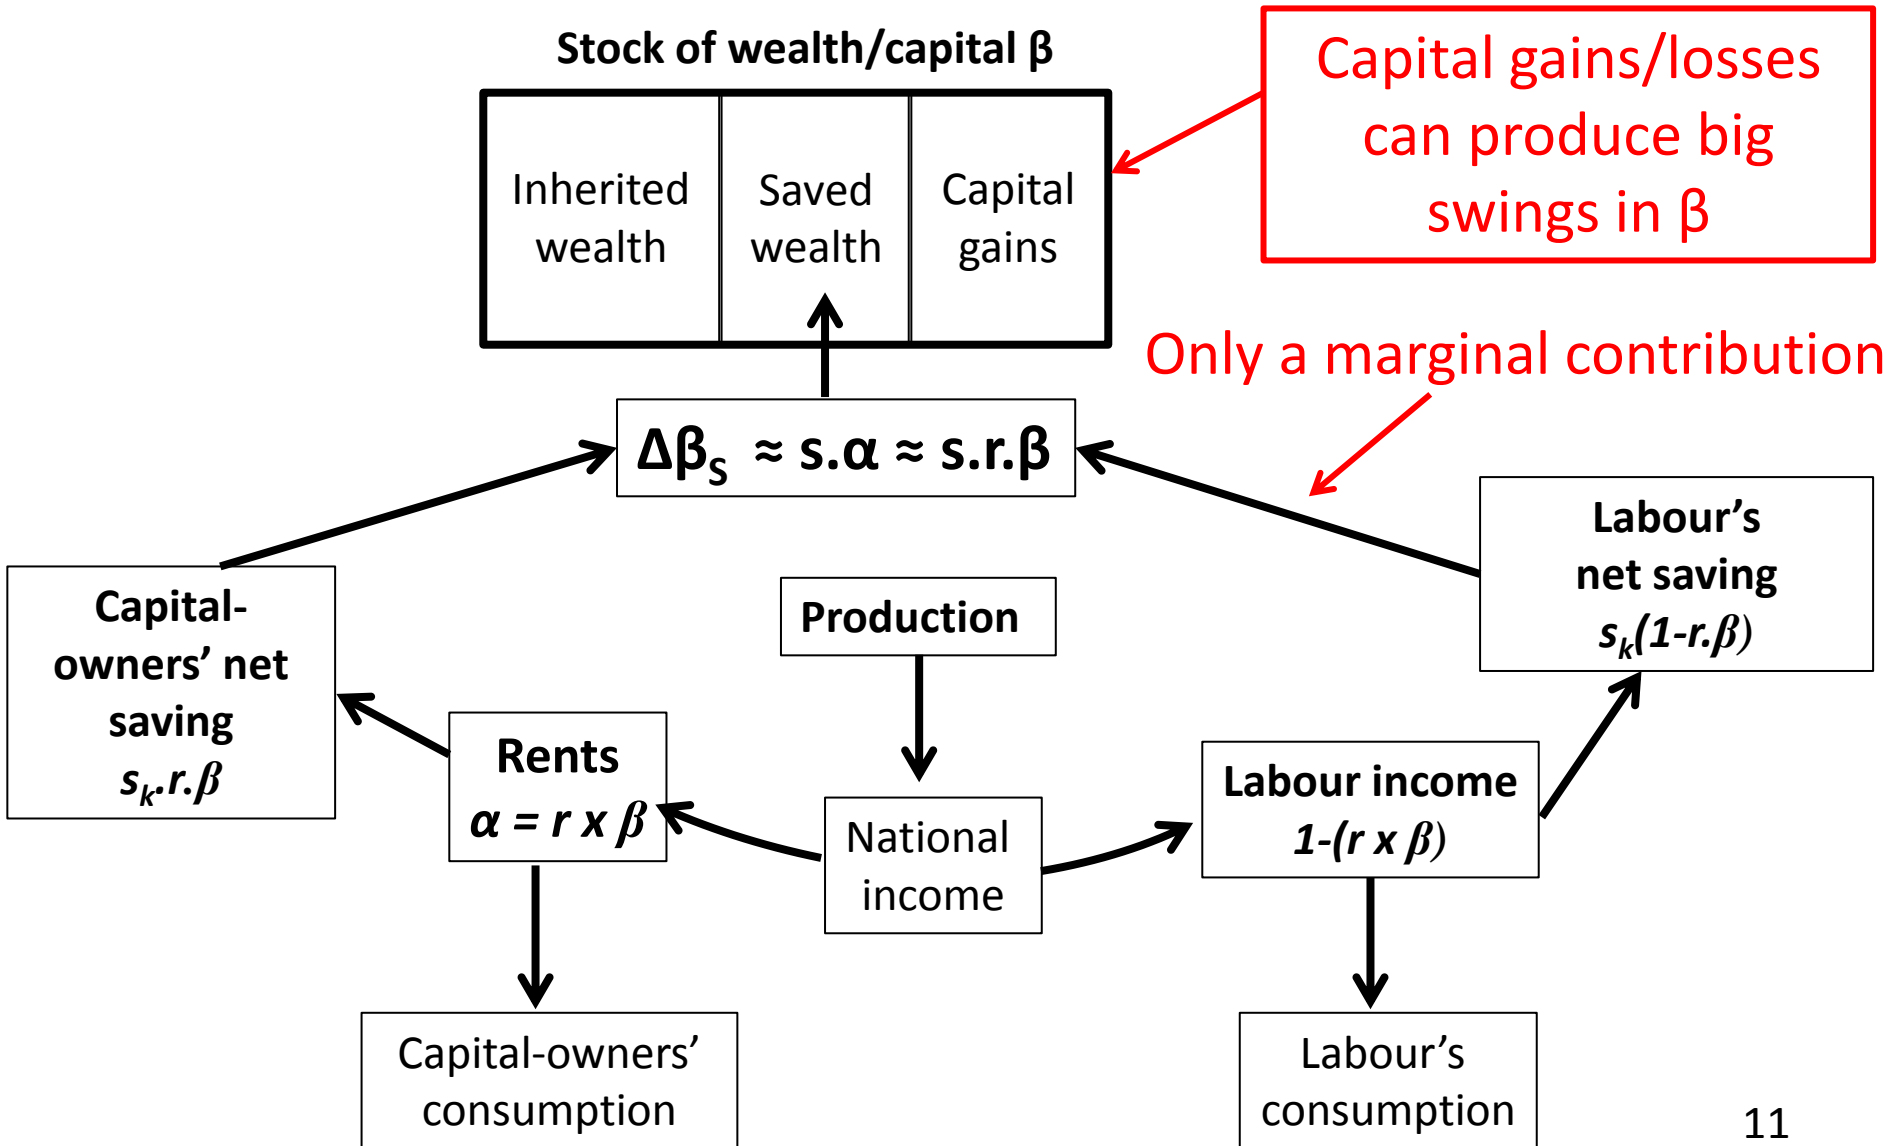 Stock of wealth/capital β
Inherited
wealth
Saved
wealth
Capital
gains
Capital gains/losses
can produce big
swings in β
Only a marginal contribution
Δβₛ ≈ s.α ≈ s.r.β
Capital-
owners’ net
saving
sₖ.r.β
Labour’s
net saving
sₖ(1-r.β)
Production
Rents
α = r x β
National
income
Labour income
1-(r x β)
Capital-owners’
consumption
Labour’s
consumption
11